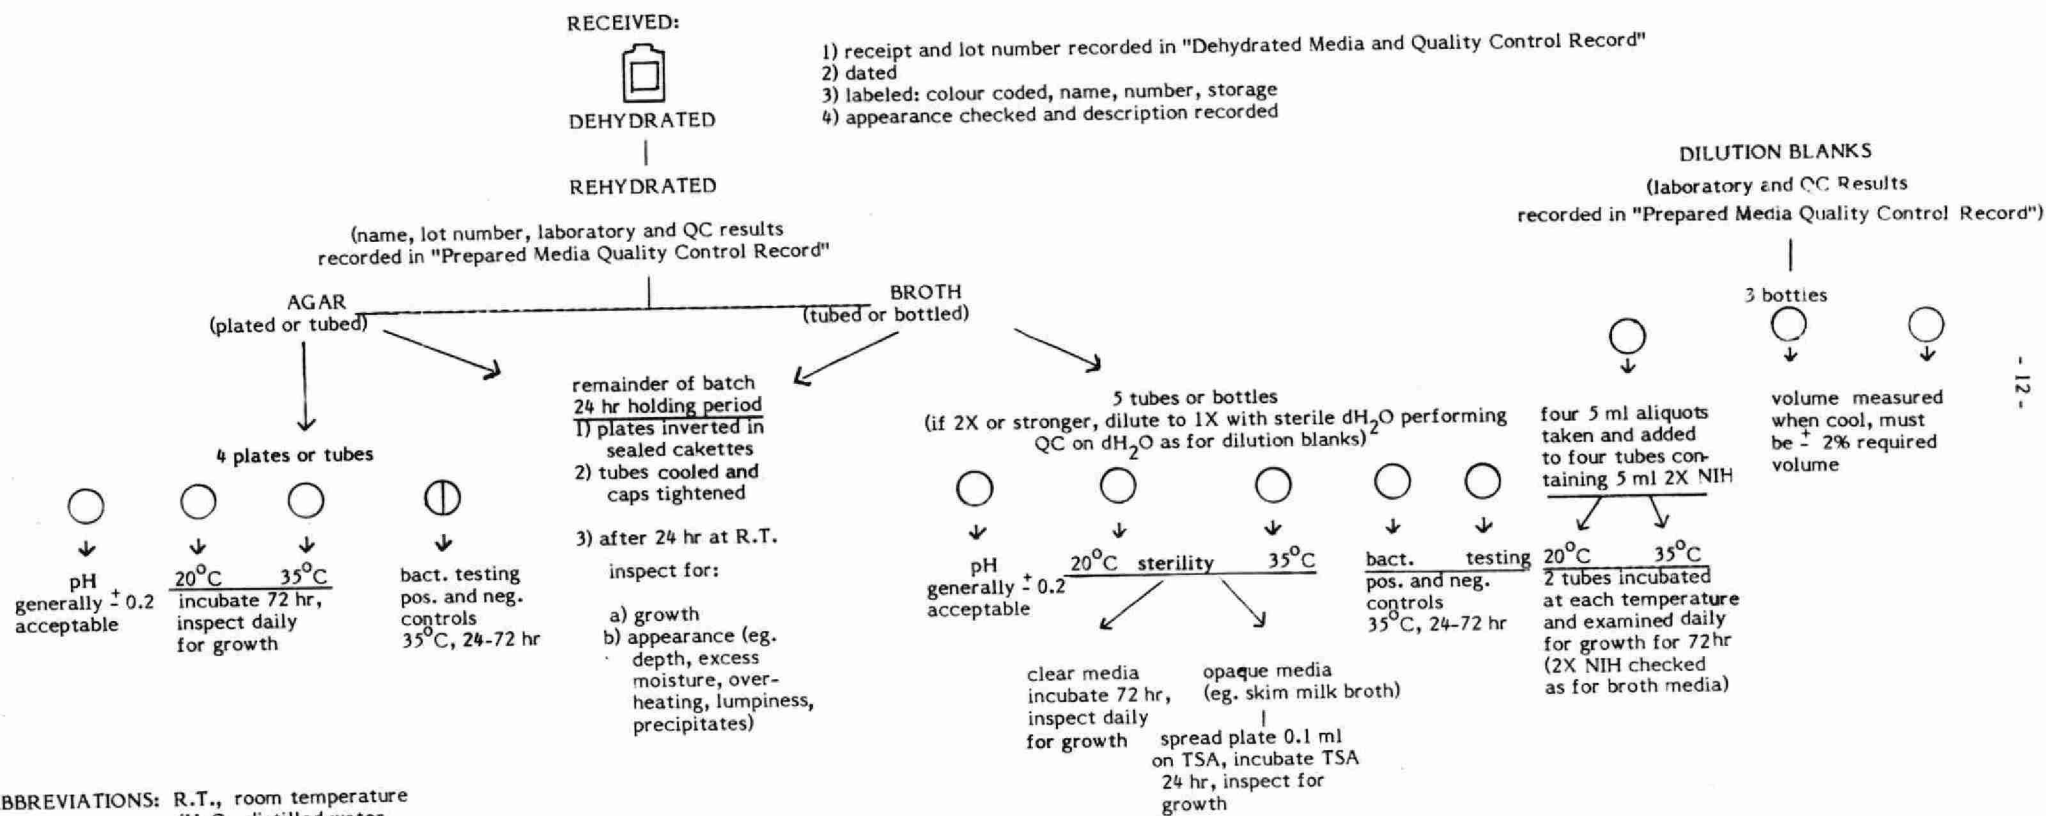 RECEIVED:
1) receipt and lot number recorded in "Dehydrated Media and Quality Control Record"
2) dated
3) labeled: colour coded, name, number, storage
4) appearance checked and description recorded
DEHYDRATED
REHYDRATED
(name, lot number, laboratory and QC results
recorded in "Prepared Media Quality Control Record"
DILUTION BLANKS
(laboratory and QC Results
recorded in "Prepared Media Quality Control Record")
AGAR
(plated or tubed)
BROTH
(tubed or bottled)
3 bottles
4 plates or tubes
pH
generally ± 0.2
acceptable
20°C 35°C
incubate 72 hr,
inspect daily
for growth
bact. testing
pos. and neg.
controls
35°C, 24-72 hr
remainder of batch
24 hr holding period
1) plates inverted in
sealed cakettes
2) tubes cooled and
caps tightened
3) after 24 hr at R.T.
inspect for:
a) growth
b) appearance (eg.
depth, excess
moisture, over-
heating, lumpiness,
precipitates)
5 tubes or bottles
(if 2X or stronger, dilute to 1X with sterile dH2O performing
QC on dH2O as for dilution blanks)
pH
generally ± 0.2
acceptable
20°C sterility 35°C
clear media
incubate 72 hr,
inspect daily
for growth
opaque media
(eg. skim milk broth)
spread plate 0.1 ml
on TSA, incubate TSA
24 hr, inspect for
growth
bact. testing
pos. and neg.
controls
35°C, 24-72 hr
four 5 ml aliquots
taken and added
to four tubes con-
taining 5 ml 2X NIH
20°C 35°C
2 tubes incubated
at each temperature
and examined daily
for growth for 72hr
(2X NIH checked
as for broth media)
volume measured
when cool, must
be ± 2% required
volume
- 12 -
BBREVIATIONS: R.T., room temperature